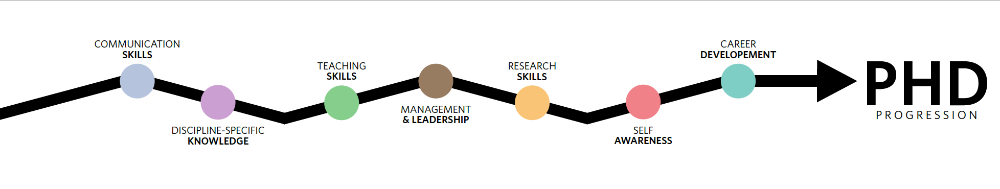 COMMUNICATION
SKILLS
DISCIPLINE-SPECIFIC
KNOWLEDGE
TEACHING
SKILLS
MANAGEMENT
& LEADERSHIP
RESEARCH
SKILLS
SELF
AWARENESS
CAREER
DEVELOPEMENT
PHD
PROGRESSION